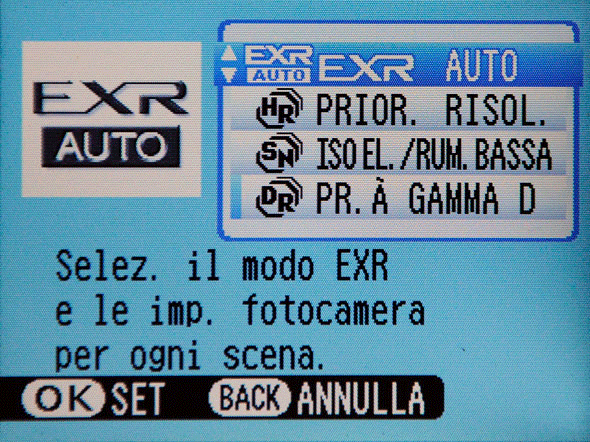 EXR
AUTO
EXR AUTO EXR AUTO
HR PRIOR. RISOL.
SN ISO EL./RUM.BASSA
DR PR.À GAMMA D
Selez. il modo EXR
e le imp. fotocamera
per ogni scena.
OK SET BACK ANNULLA